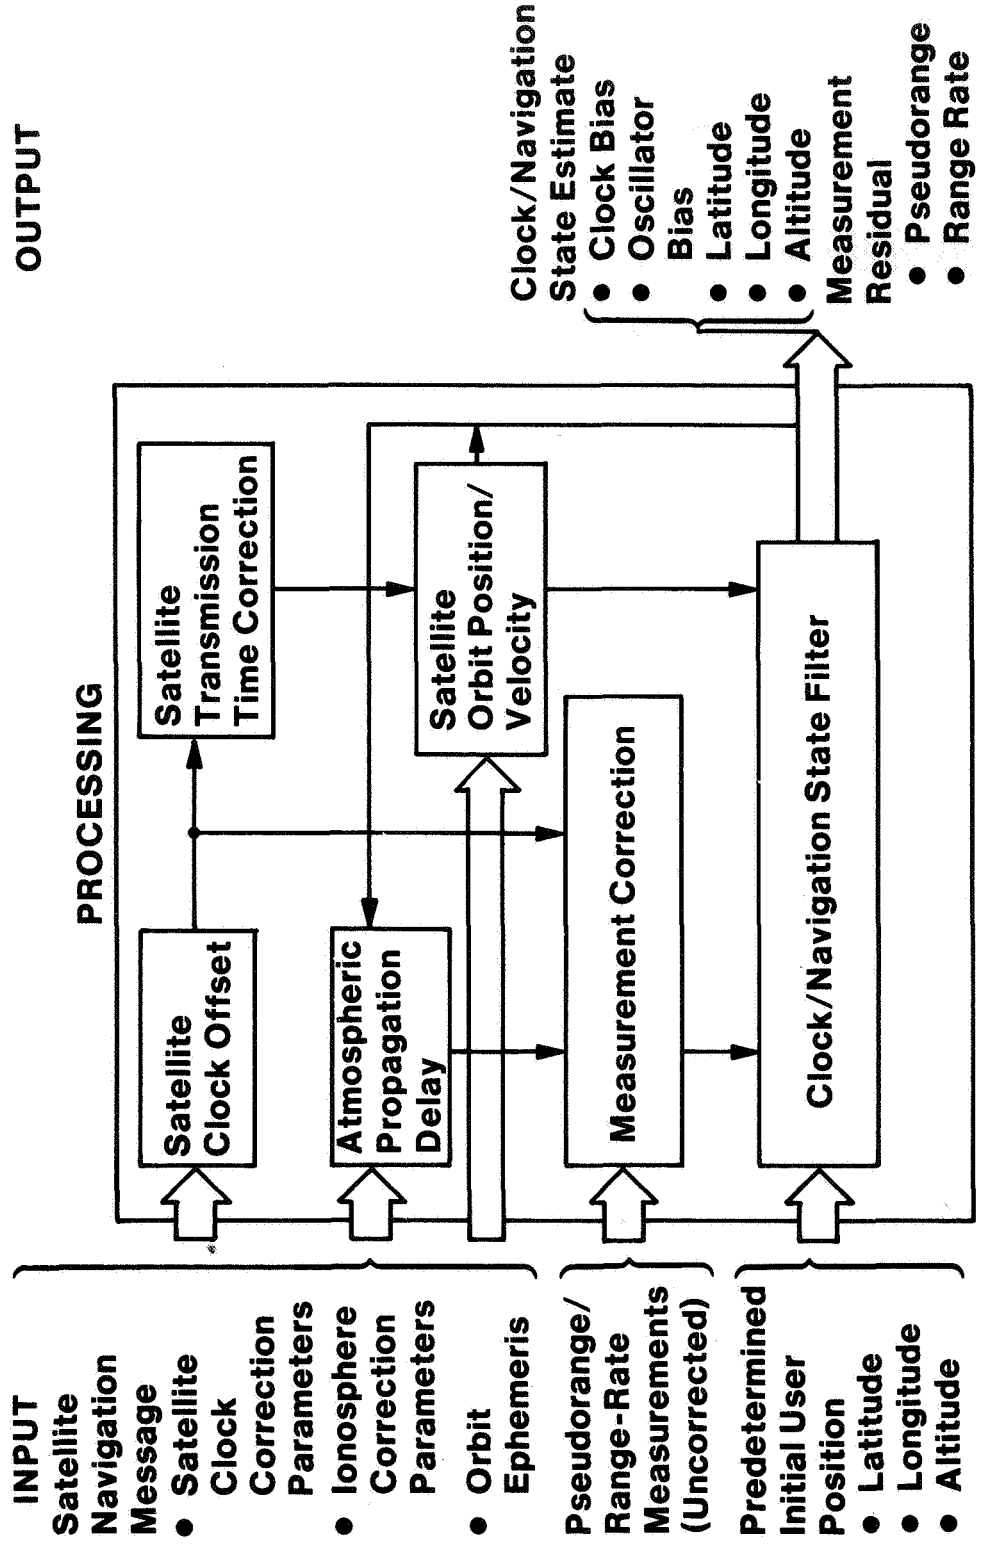 INPUT
Satellite
Navigation
Message
● Satellite
Clock
Correction
Parameters
● Ionosphere
Correction
Parameters
● Orbit
Ephemeris
Pseudorange/
Range-Rate
Measurements
(Uncorrected)
Predetermined
Initial User
Position
● Latitude
● Longitude
● Altitude
PROCESSING
Satellite
Clock Offset
Satellite
Transmission
Time Correction
Atmospheric
Propagation
Delay
Satellite
Orbit Position/
Velocity
Measurement Correction
Clock/Navigation State Filter
OUTPUT
Clock/Navigation
State Estimate
● Clock Bias
● Oscillator
Bias
● Latitude
● Longitude
● Altitude
Measurement
Residual
● Pseudorange
● Range Rate